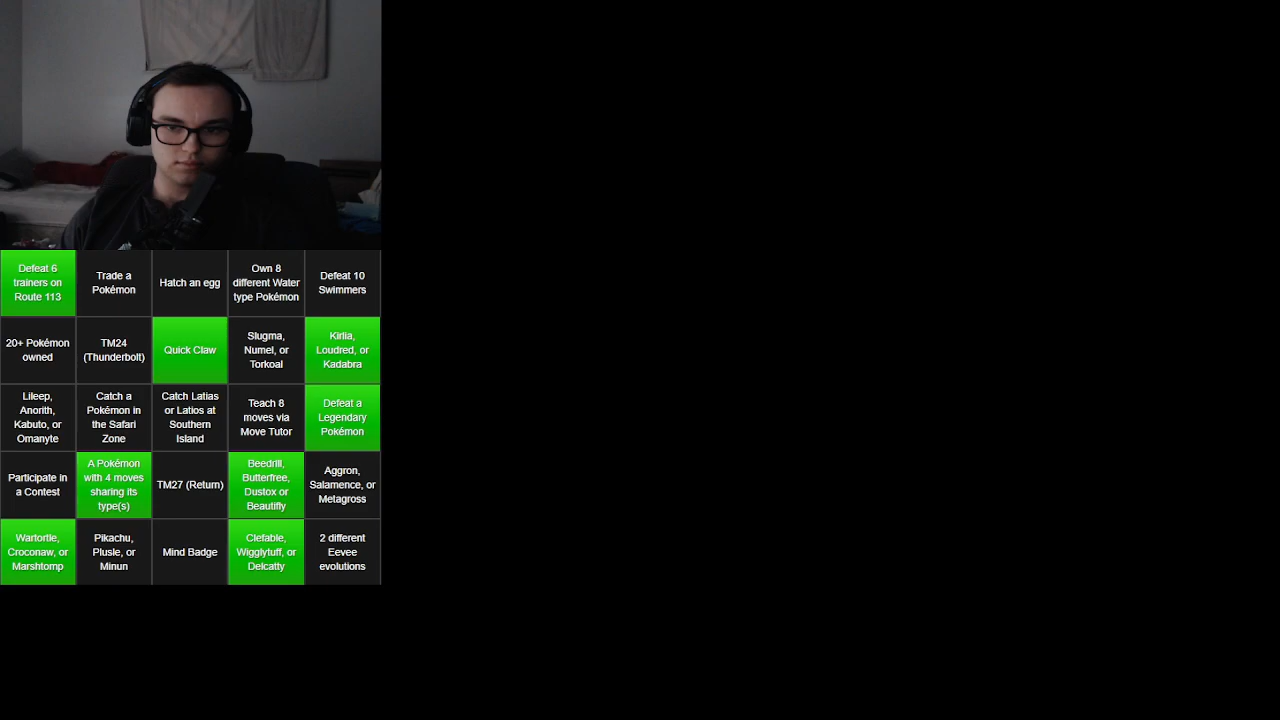 Defeat 6
trainers on
Route 113
Trade a
Pokémon
Hatch an egg
Own 8
different Water
type Pokémon
Defeat 10
Swimmers
20+ Pokémon
owned
TM24
(Thunderbolt)
Quick Claw
Slugma,
Numel, or
Torkoal
Kirlia,
Loudred, or
Kadabra
Lileep,
Anorith,
Kabuto, or
Omanyte
Catch a
Pokémon in
the Safari
Zone
Catch Latias
or Latios at
Southern
Island
Teach 8
moves via
Move Tutor
Defeat a
Legendary
Pokémon
Participate in
a Contest
A Pokémon
with 4 moves
sharing its
type(s)
TM27 (Return)
Beedrill,
Butterfree,
Dustox or
Beautifly
Aggron,
Salamence, or
Metagross
Wartortle,
Croconaw, or
Marshtomp
Pikachu,
Plusle, or
Minun
Mind Badge
Clefable,
Wigglytuff, or
Delcatty
2 different
Eevee
evolutions